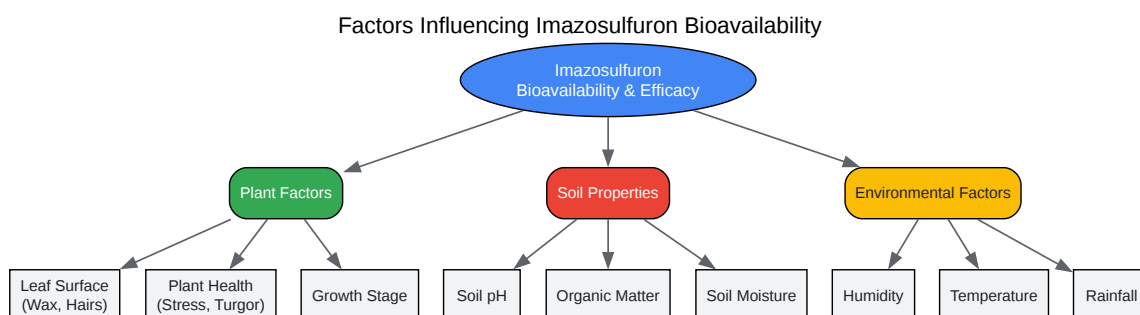 Factors Influencing Imazosulfuron Bioavailability
Imazosulfuron
Bioavailability & Efficacy
Plant Factors
Soil Properties
Environmental Factors
Leaf Surface
(Wax, Hairs)
Plant Health
(Stress, Turgor)
Growth Stage
Soil pH
Organic Matter
Soil Moisture
Humidity
Temperature
Rainfall